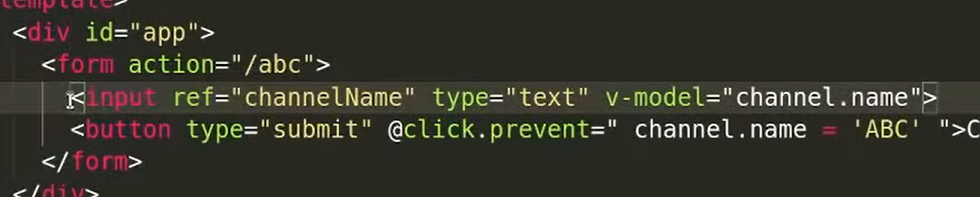 template>
<div id="app">
<form action="/abc">
<input ref="channelName" type="text" v-model="channel.name">
<button type="submit" @click.prevent=" channel.name = 'ABC' ">C
</form>
</div>